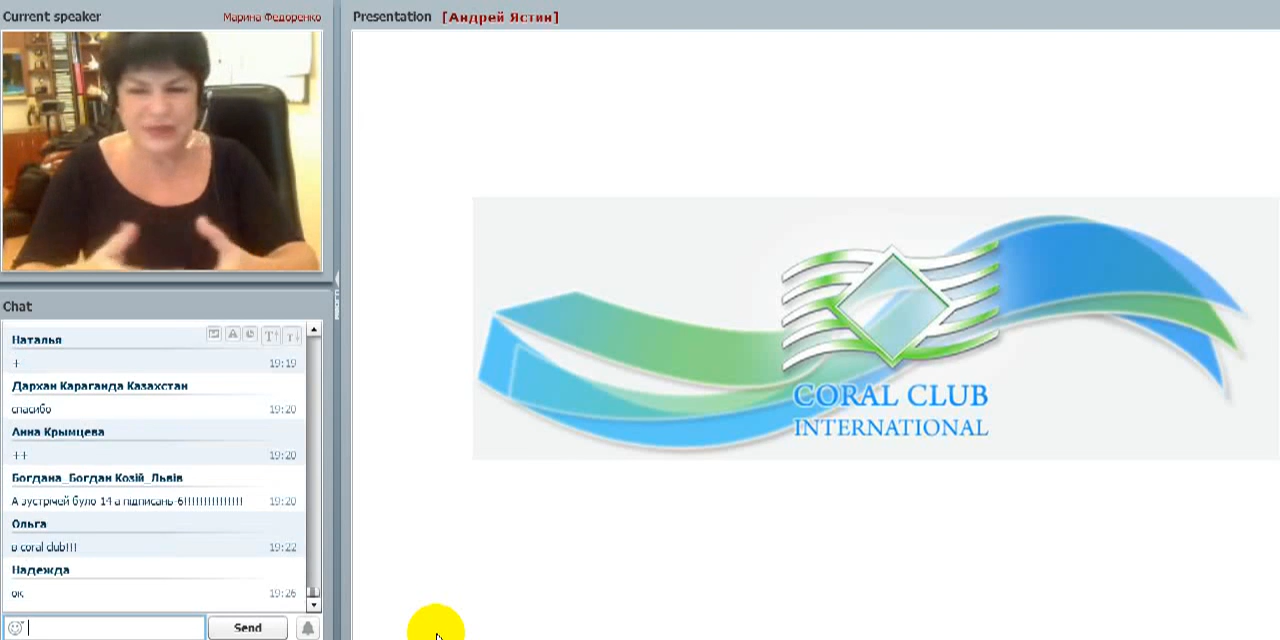 Current speaker
Марина Федоренко
Presentation
[Андрей Ястин]
Chat
Наталья
+
19:19
Дархан Караганда Казахстан
спасибо
19:20
Анна Крымцева
++
19:20
Богдана_Богдан Козій_Львів
А зустрічей було 14 а підписань-6!!!!!!!!!!!!!!!
19:20
Ольга
в coral club!!!
19:22
Надежда
ок
19:26
Send
CORAL CLUB
INTERNATIONAL